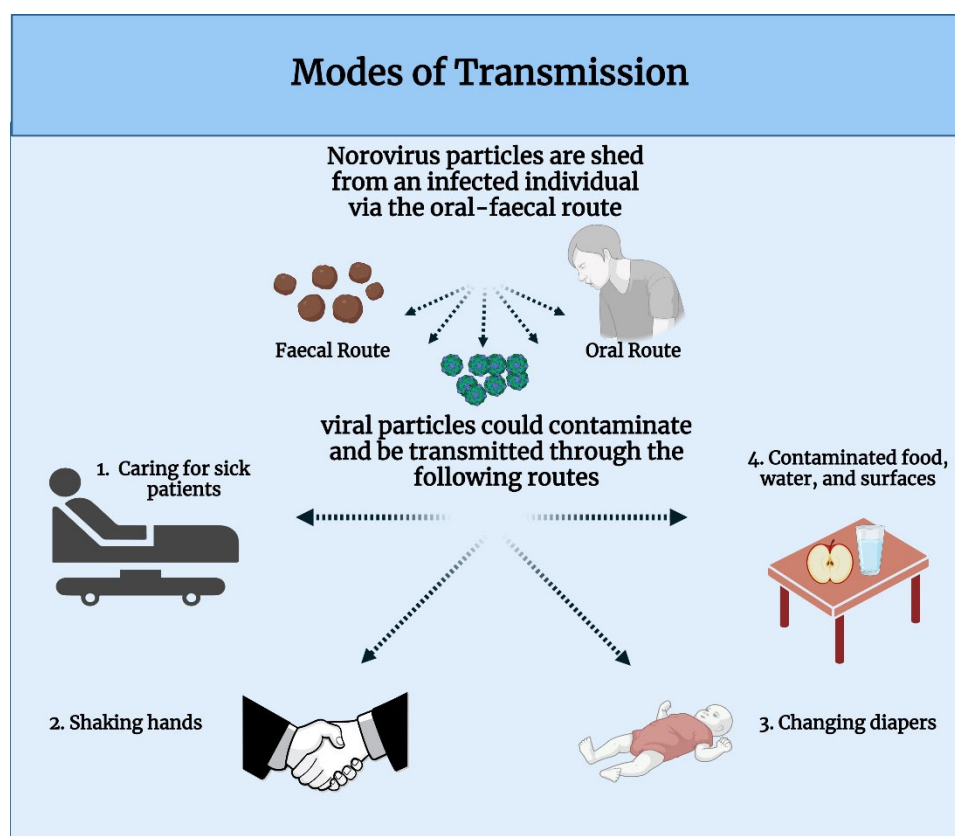 Modes of Transmission
Norovirus particles are shed
from an infected individual
via the oral-faecal route
Faecal Route
Oral Route
viral particles could contaminate
and be transmitted through the
following routes
1. Caring for sick
patients
4. Contaminated food,
water, and surfaces
2. Shaking hands
3. Changing diapers